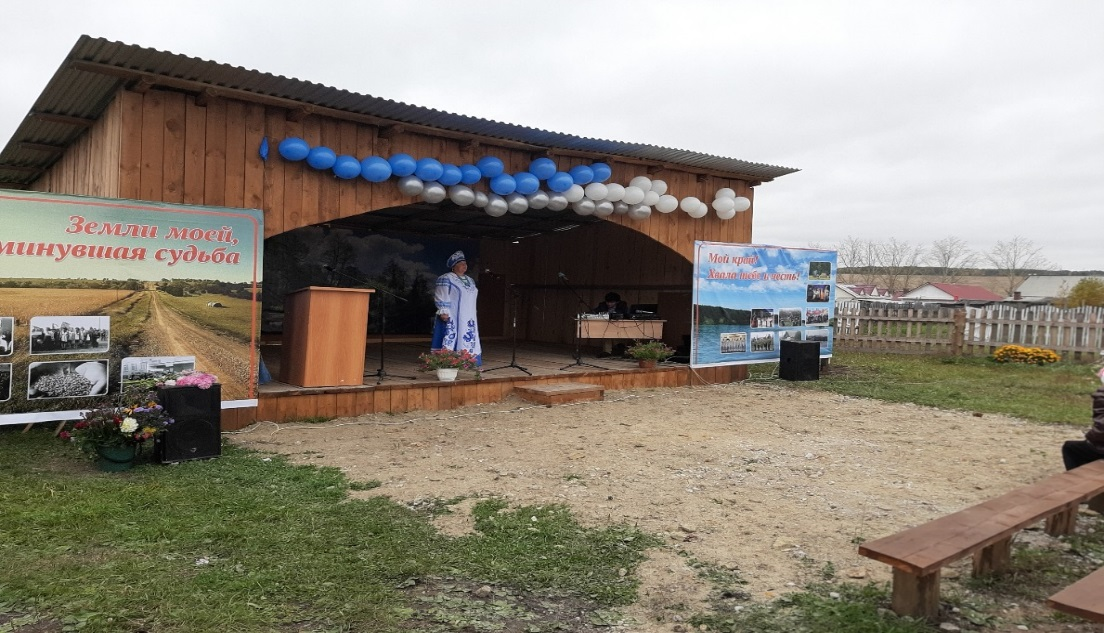 Земли моей,
минувшая судьба
Мой край!
Хвала тебе и честь!